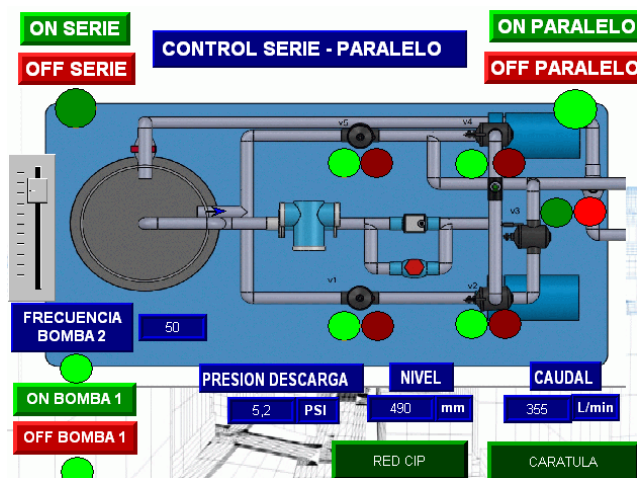 ON SERIE
OFF SERIE
CONTROL SERIE - PARALELO
ON PARALELO
OFF PARALELO
v5
v4
v3
v1
v2
FRECUENCIA
BOMBA 2
50
ON BOMBA 1
OFF BOMBA 1
PRESION DESCARGA
5,2 PSI
NIVEL
490 mm
CAUDAL
355 L/min
RED CIP
CARATULA